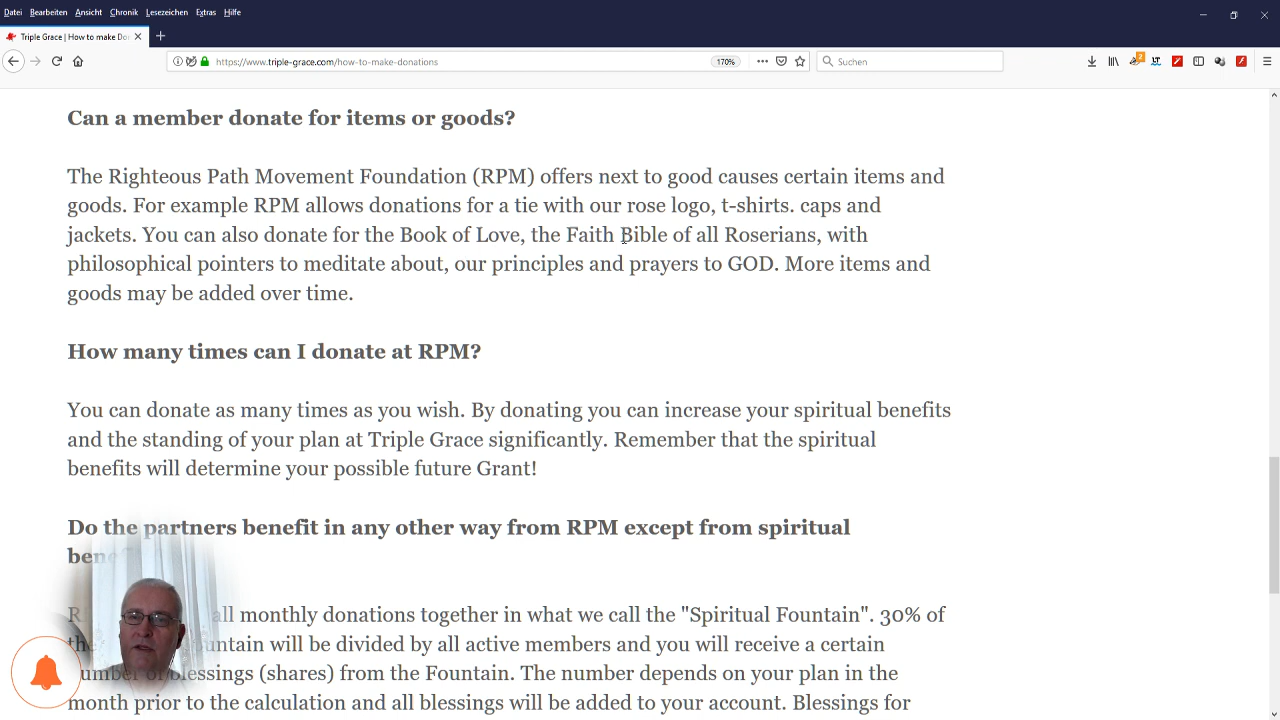 Datei Bearbeiten Ansicht Chronik Lesezeichen Extras Hilfe
Triple Grace | How to make Do
https://www.triple-grace.com/how-to-make-donations 170% Suchen
2
Can a member donate for items or goods?
The Righteous Path Movement Foundation (RPM) offers next to good causes certain items and
goods. For example RPM allows donations for a tie with our rose logo, t-shirts. caps and
jackets. You can also donate for the Book of Love, the Faith Bible of all Roserians, with
philosophical pointers to meditate about, our principles and prayers to GOD. More items and
goods may be added over time.
How many times can I donate at RPM?
You can donate as many times as you wish. By donating you can increase your spiritual benefits
and the standing of your plan at Triple Grace significantly. Remember that the spiritual
benefits will determine your possible future Grant!
Do the partners benefit in any other way from RPM except from spiritual
all monthly donations together in what we call the "Spiritual Fountain". 30% of
will be divided by all active members and you will receive a certain
(shares) from the Fountain. The number depends on your plan in the
month prior to the calculation and all blessings will be added to your account. Blessings for